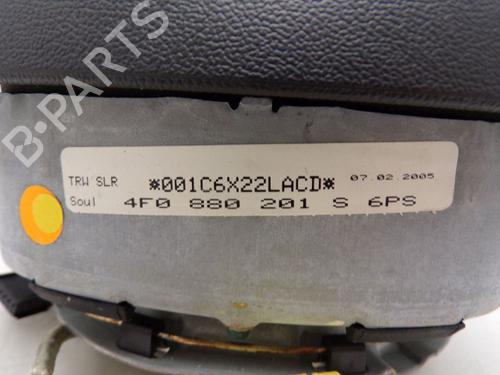 B-PARTS
TRW SLR *001C6X22LACD* 07.02.2005
Soul 4F0 880 201 S 6PS